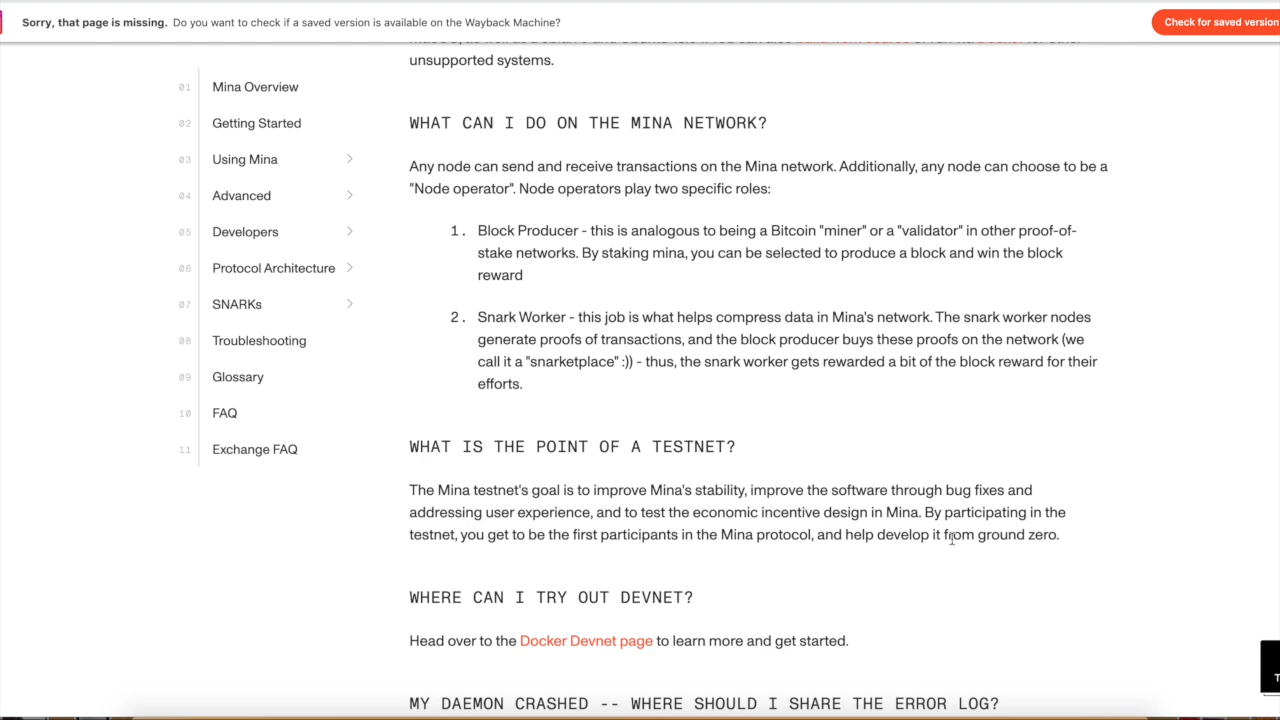 Sorry, that page is missing. Do you want to check if a saved version is available on the Wayback Machine?
Check for saved version
unsupported systems.
01 Mina Overview
02 Getting Started
03 Using Mina
04 Advanced
05 Developers
06 Protocol Architecture
07 SNARKs
08 Troubleshooting
09 Glossary
10 FAQ
11 Exchange FAQ
WHAT CAN I DO ON THE MINA NETWORK?
Any node can send and receive transactions on the Mina network. Additionally, any node can choose to be a
"Node operator". Node operators play two specific roles:
1. Block Producer - this is analogous to being a Bitcoin "miner" or a "validator" in other proof-of-
stake networks. By staking mina, you can be selected to produce a block and win the block
reward
2. Snark Worker - this job is what helps compress data in Mina's network. The snark worker nodes
generate proofs of transactions, and the block producer buys these proofs on the network (we
call it a "snarketplace" :)) - thus, the snark worker gets rewarded a bit of the block reward for their
efforts.
WHAT IS THE POINT OF A TESTNET?
The Mina testnet's goal is to improve Mina's stability, improve the software through bug fixes and
addressing user experience, and to test the economic incentive design in Mina. By participating in the
testnet, you get to be the first participants in the Mina protocol, and help develop it from ground zero.
WHERE CAN I TRY OUT DEVNET?
Head over to the Docker Devnet page to learn more and get started.
MY DAEMON CRASHED -- WHERE SHOULD I SHARE THE ERROR LOG?